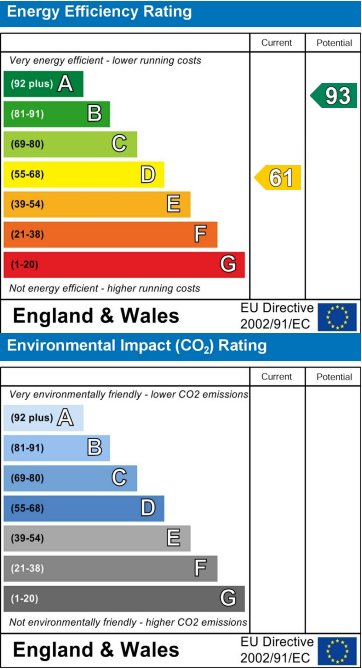 Energy Efficiency Rating
Current Potential
Very energy efficient - lower running costs
(92 plus) A
93
(81-91) B
(69-80) C
(55-68) D
61
(39-54) E
(21-38) F
(1-20) G
Not energy efficient - higher running costs
England & Wales
EU Directive
2002/91/EC
Environmental Impact (CO₂) Rating
Current Potential
Very environmentally friendly - lower CO2 emissions
(92 plus) A
(81-91) B
(69-80) C
(55-68) D
(39-54) E
(21-38) F
(1-20) G
Not environmentally friendly - higher CO2 emissions
England & Wales
EU Directive
2002/91/EC